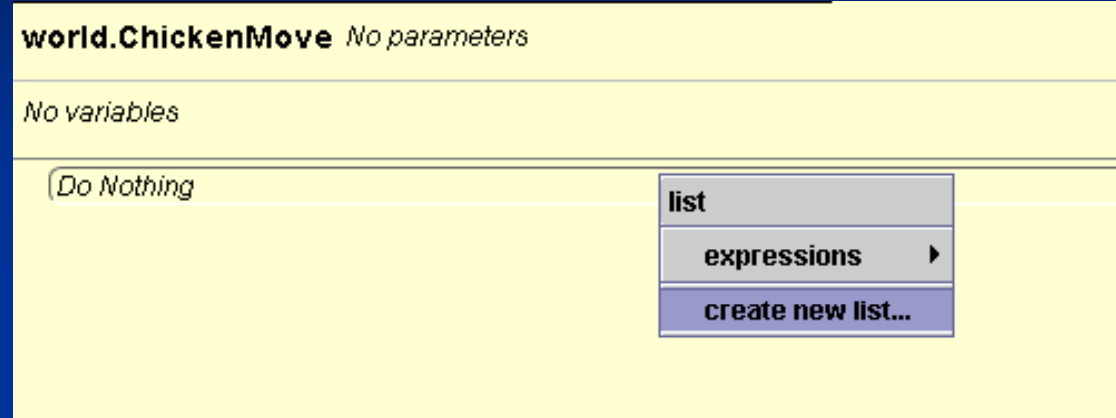 world.ChickenMove No parameters
No variables
Do Nothing
list
expressions
create new list...